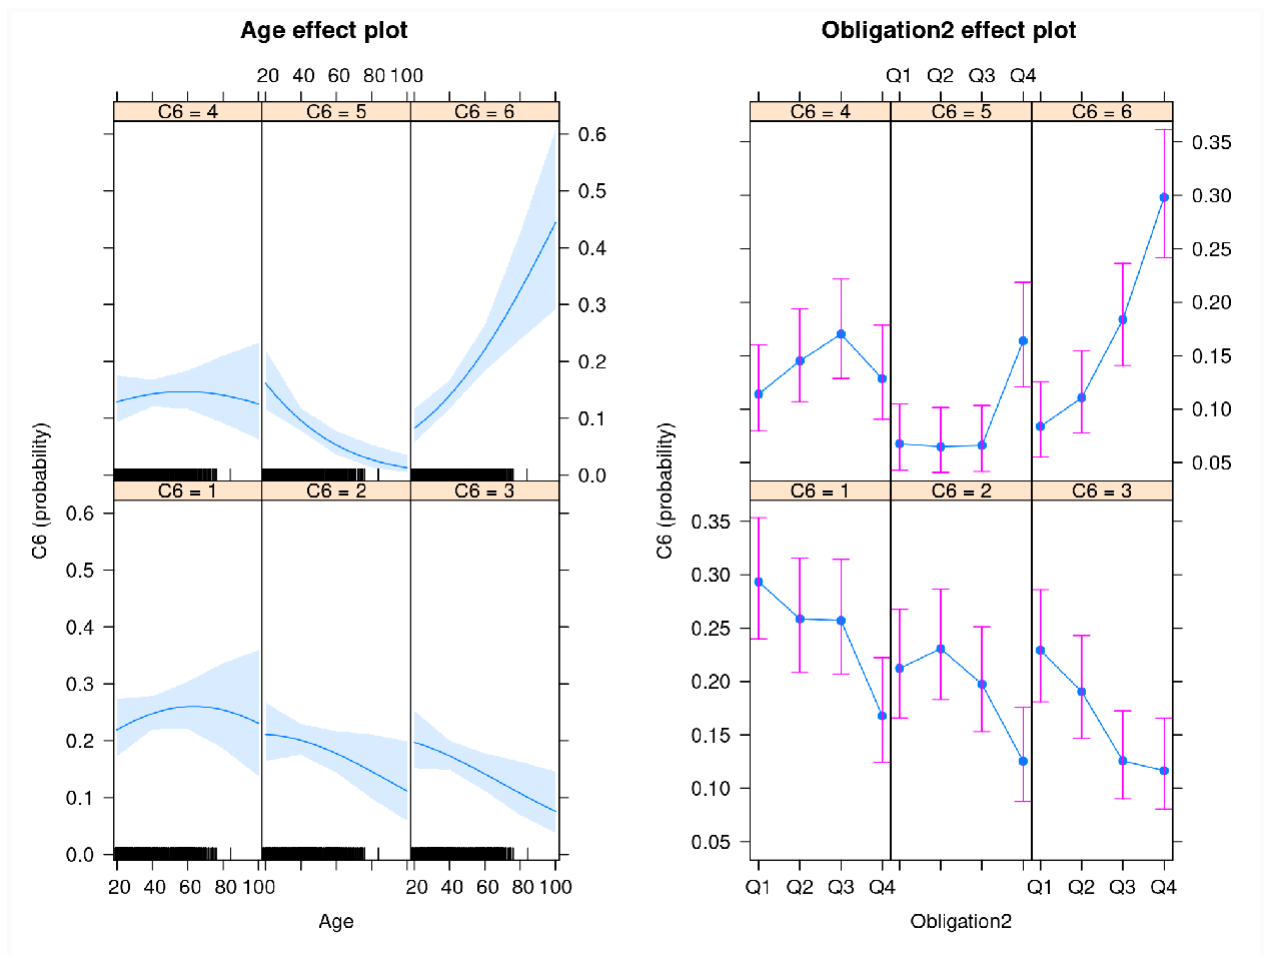 Age effect plot
20 40 60 80 100
C6 = 4 C6 = 5 C6 = 6
0.6
0.5
0.4
0.3
0.2
0.1
0.0
C6 = 1 C6 = 2 C6 = 3
0.6
0.5
0.4
0.3
0.2
0.1
0.0
C6 (probability)
20 40 60 80 100 20 40 60 80 100
Age
Obligation2 effect plot
Q1 Q2 Q3 Q4
C6 = 4 C6 = 5 C6 = 6
0.35
0.30
0.25
0.20
0.15
0.10
0.05
C6 = 1 C6 = 2 C6 = 3
0.35
0.30
0.25
0.20
0.15
0.10
0.05
C6 (probability)
Q1 Q2 Q3 Q4 Q1 Q2 Q3 Q4
Obligation2